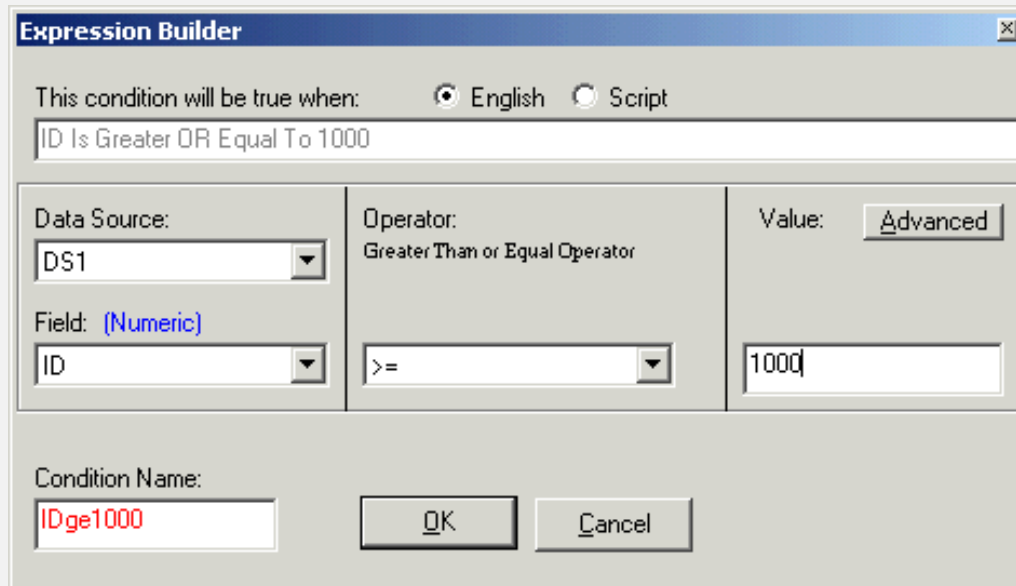 Expression Builder
This condition will be true when: English Script
ID Is Greater OR Equal To 1000
Data Source: Operator: Value: Advanced
Greater Than or Equal Operator
DS1
Field: (Numeric)
ID >= 1000
Condition Name:
IDge1000 OK Cancel